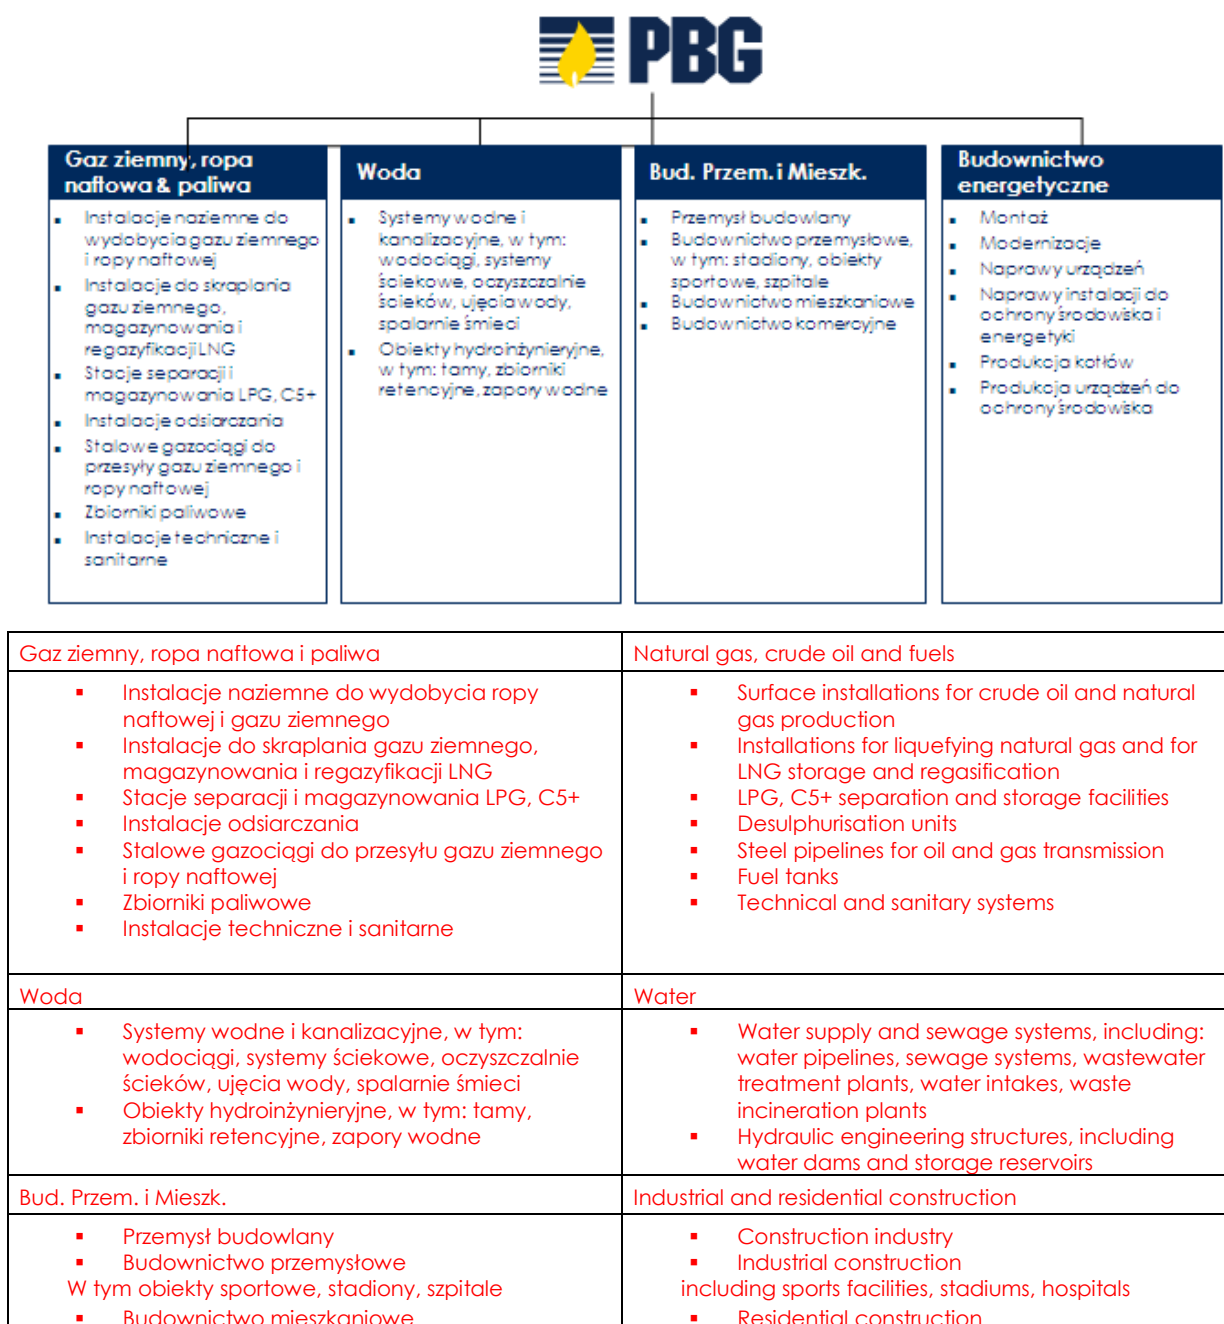 PBG
Gaz ziemny, ropa
naftowa & paliwa
Instalacje naziemne do
wydobycia gazu ziemnego
i ropy naftowej
Instalacje do skraplania
gazu ziemnego,
magazynowania i
regazyfikacji LNG
Stacje separacji i
magazynowania LPG, C5+
Instalacje odsiarczania
Stalowe gazociągi do
przesyły gazu ziemnego i
ropy naftowej
Zbiorniki paliwowe
Instalacje techniczne i
sanitarne
Woda
Systemy wodne i
kanalizacyjne, w tym:
wodociągi, systemy
ściekowe, oczyszczalnie
ścieków, ujęcia wody,
spalarnie śmieci
Obiekty hydroinżynieryjne,
w tym: tamy, zbiorniki
retencyjne, zapory wodne
Bud. Przem. i Mieszk.
Przemysł budowlany
Budownictwo przemysłowe,
w tym: stadiony, obiekty
sportowe, szpitale
Budownictwo mieszkaniowe
Budownictwo komercyjne
Budownictwo
energetyczne
Montaż
Modernizacje
Naprawy urządzeń
Naprawy instalacji do
ochrony środowiska i
energetyki
Produkcja kotłów
Produkcja urządzeń do
ochrony środowiska
Gaz ziemny, ropa naftowa i paliwa
Natural gas, crude oil and fuels
Instalacje naziemne do wydobycia ropy
naftowej i gazu ziemnego
Instalacje do skraplania gazu ziemnego,
magazynowania i regazyfikacji LNG
Stacje separacji i magazynowania LPG, C5+
Instalacje odsiarczania
Stalowe gazociągi do przesyłu gazu ziemnego
i ropy naftowej
Zbiorniki paliwowe
Instalacje techniczne i sanitarne
Surface installations for crude oil and natural
gas production
Installations for liquefying natural gas and for
LNG storage and regasification
LPG, C5+ separation and storage facilities
Desulphurisation units
Steel pipelines for oil and gas transmission
Fuel tanks
Technical and sanitary systems
Woda
Water
Systemy wodne i kanalizacyjne, w tym:
wodociągi, systemy ściekowe, oczyszczalnie
ścieków, ujęcia wody, spalarnie śmieci
Obiekty hydroinżynieryjne, w tym: tamy,
zbiorniki retencyjne, zapory wodne
Water supply and sewage systems, including:
water pipelines, sewage systems, wastewater
treatment plants, water intakes, waste
incineration plants
Hydraulic engineering structures, including
water dams and storage reservoirs
Bud. Przem. i Mieszk.
Industrial and residential construction
Przemysł budowlany
Budownictwo przemysłowe
W tym obiekty sportowe, stadiony, szpitale
Budownictwo mieszkaniowe
Construction industry
Industrial construction
including sports facilities, stadiums, hospitals
Residential construction